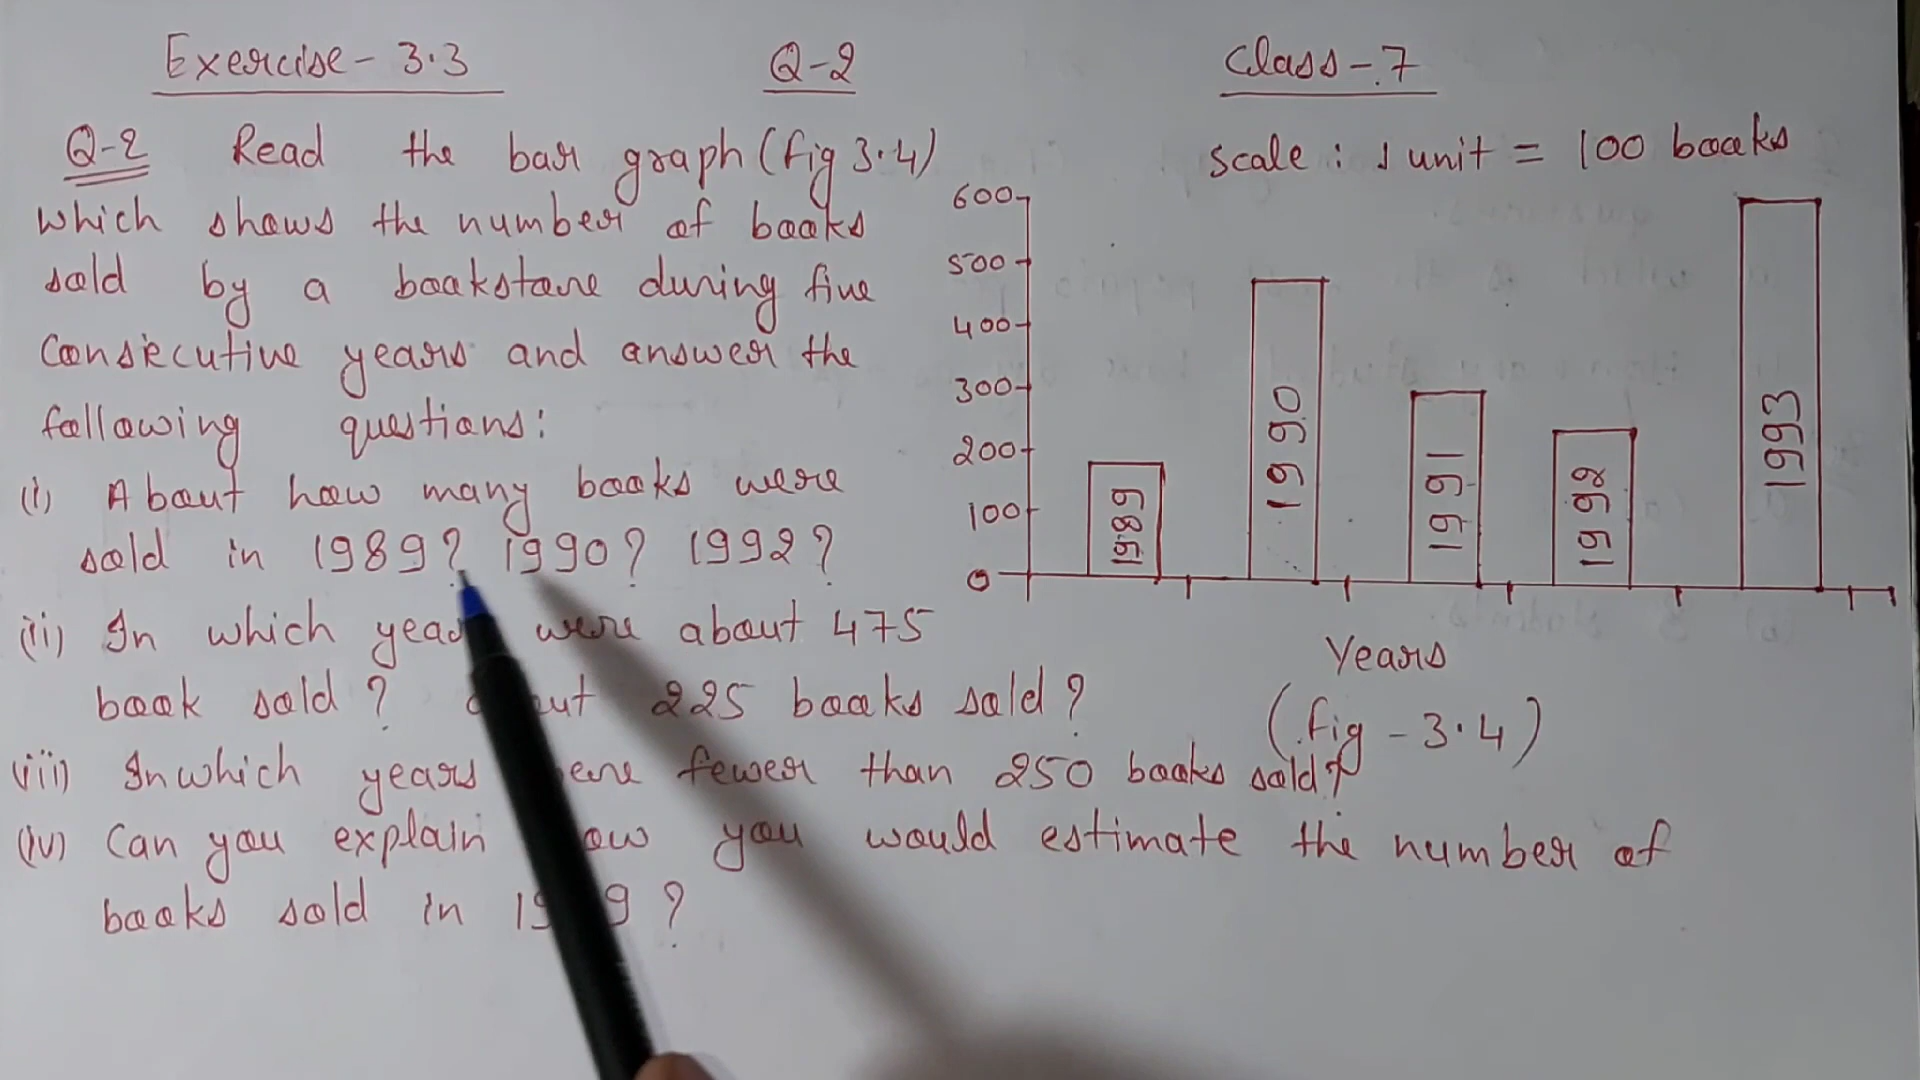 Exercise - 3.3
Q-2
Class - 7
Q-2 Read the bar graph (fig 3.4)
which shows the number of books
sold by a bookstore during five
Consecutive years and answer the
following questions:
(i) About how many books were
sold in 1989? 1990? 1992?
(ii) In which year were about 475
book sold? 225 books sold?
(iii) In which years fewer than 250 books sold?
(iv) Can you explain you would estimate the number of
books sold in ?
scale : 1 unit = 100 books
600
500
400
300
200
100
0
1989
1990
1991
1992
1993
Years
(fig - 3.4)